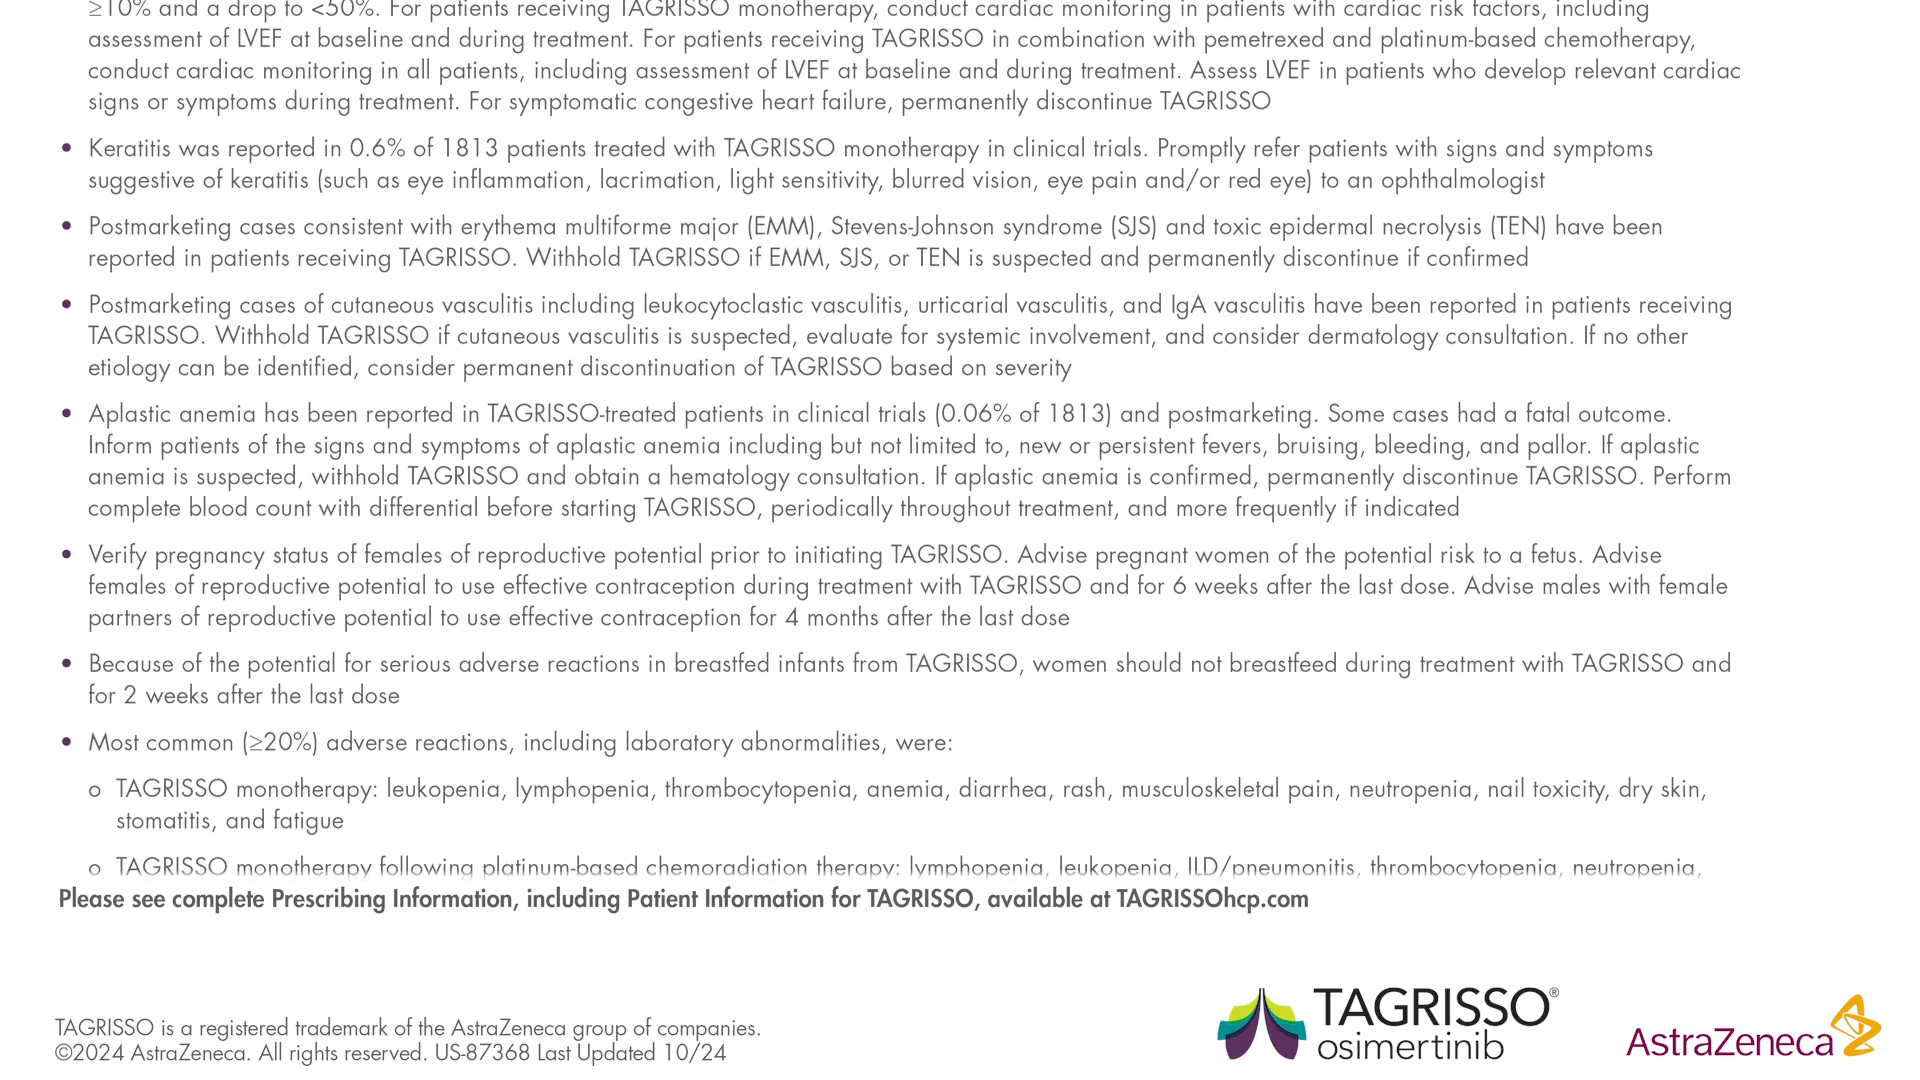 ≥10% and a drop to <50%. For patients receiving TAGRISSO monotherapy, conduct cardiac monitoring in patients with cardiac risk factors, including
assessment of LVEF at baseline and during treatment. For patients receiving TAGRISSO in combination with pemetrexed and platinum-based chemotherapy,
conduct cardiac monitoring in all patients, including assessment of LVEF at baseline and during treatment. Assess LVEF in patients who develop relevant cardiac
signs or symptoms during treatment. For symptomatic congestive heart failure, permanently discontinue TAGRISSO
• Keratitis was reported in 0.6% of 1813 patients treated with TAGRISSO monotherapy in clinical trials. Promptly refer patients with signs and symptoms
suggestive of keratitis (such as eye inflammation, lacrimation, light sensitivity, blurred vision, eye pain and/or red eye) to an ophthalmologist
• Postmarketing cases consistent with erythema multiforme major (EMM), Stevens-Johnson syndrome (SJS) and toxic epidermal necrolysis (TEN) have been
reported in patients receiving TAGRISSO. Withhold TAGRISSO if EMM, SJS, or TEN is suspected and permanently discontinue if confirmed
• Postmarketing cases of cutaneous vasculitis including leukocytoclastic vasculitis, urticarial vasculitis, and IgA vasculitis have been reported in patients receiving
TAGRISSO. Withhold TAGRISSO if cutaneous vasculitis is suspected, evaluate for systemic involvement, and consider dermatology consultation. If no other
etiology can be identified, consider permanent discontinuation of TAGRISSO based on severity
• Aplastic anemia has been reported in TAGRISSO-treated patients in clinical trials (0.06% of 1813) and postmarketing. Some cases had a fatal outcome.
Inform patients of the signs and symptoms of aplastic anemia including but not limited to, new or persistent fevers, bruising, bleeding, and pallor. If aplastic
anemia is suspected, withhold TAGRISSO and obtain a hematology consultation. If aplastic anemia is confirmed, permanently discontinue TAGRISSO. Perform
complete blood count with differential before starting TAGRISSO, periodically throughout treatment, and more frequently if indicated
• Verify pregnancy status of females of reproductive potential prior to initiating TAGRISSO. Advise pregnant women of the potential risk to a fetus. Advise
females of reproductive potential to use effective contraception during treatment with TAGRISSO and for 6 weeks after the last dose. Advise males with female
partners of reproductive potential to use effective contraception for 4 months after the last dose
• Because of the potential for serious adverse reactions in breastfed infants from TAGRISSO, women should not breastfeed during treatment with TAGRISSO and
for 2 weeks after the last dose
• Most common (≥20%) adverse reactions, including laboratory abnormalities, were:
o TAGRISSO monotherapy: leukopenia, lymphopenia, thrombocytopenia, anemia, diarrhea, rash, musculoskeletal pain, neutropenia, nail toxicity, dry skin,
stomatitis, and fatigue
o TAGRISSO monotherapy following platinum-based chemoradiation therapy: lymphopenia, leukopenia, ILD/pneumonitis, thrombocytopenia, neutropenia,
Please see complete Prescribing Information, including Patient Information for TAGRISSO, available at TAGRISSOhcp.com
TAGRISSO is a registered trademark of the AstraZeneca group of companies.
©2024 AstraZeneca. All rights reserved. US-87368 Last Updated 10/24
TAGRISSO®
osimertinib
AstraZeneca